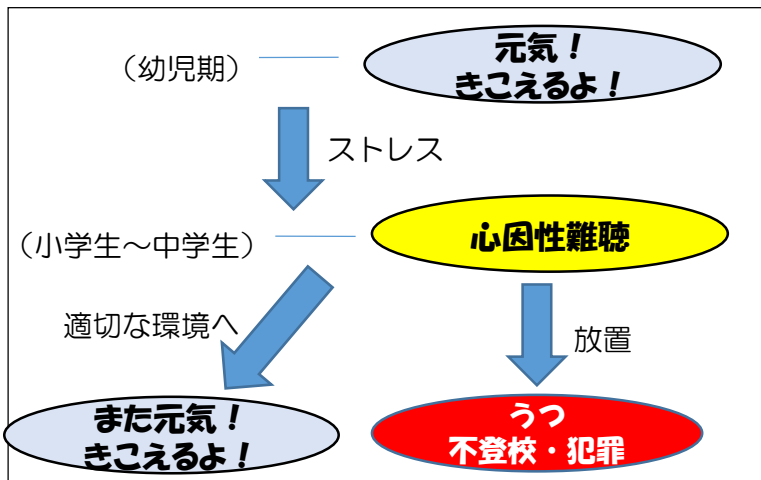 （幼児期）
元気！
きこえるよ！
ストレス
（小学生～中学生）
心因性難聴
適切な環境へ
放置
また元気！
きこえるよ！
うつ
不登校・犯罪